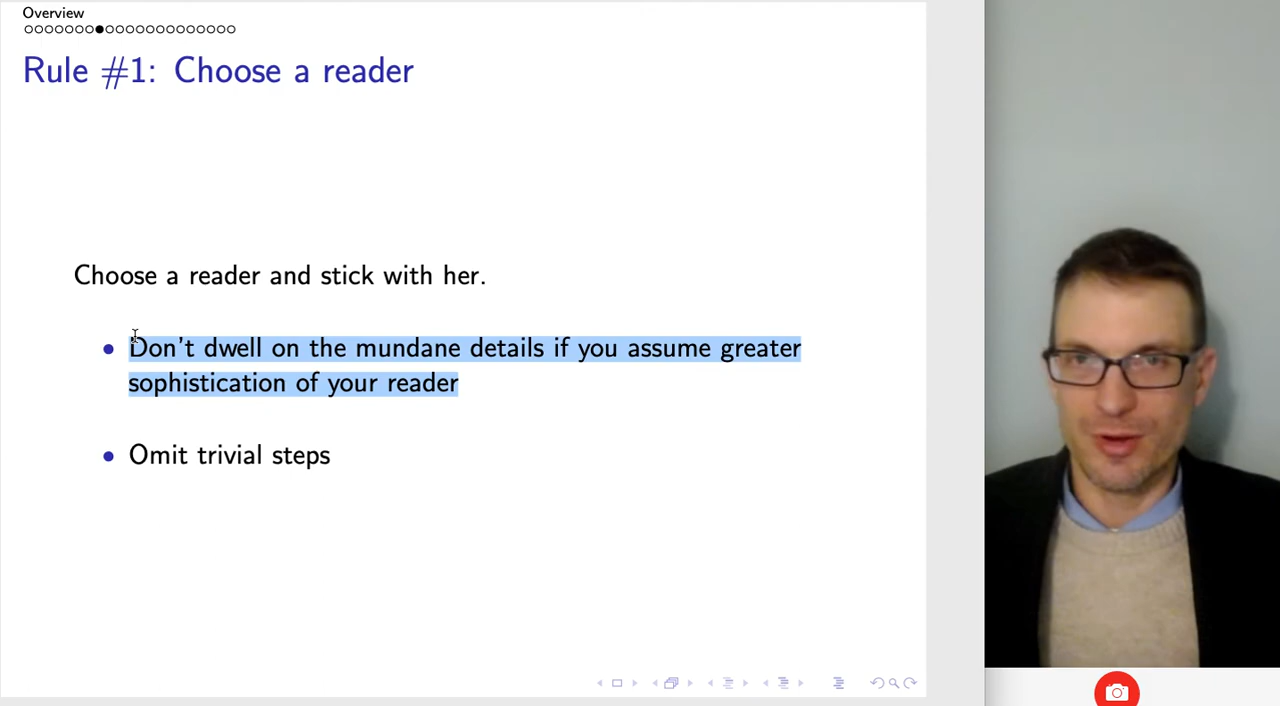 Overview
Rule #1: Choose a reader
Choose a reader and stick with her.
Don't dwell on the mundane details if you assume greater
sophistication of your reader
Omit trivial steps